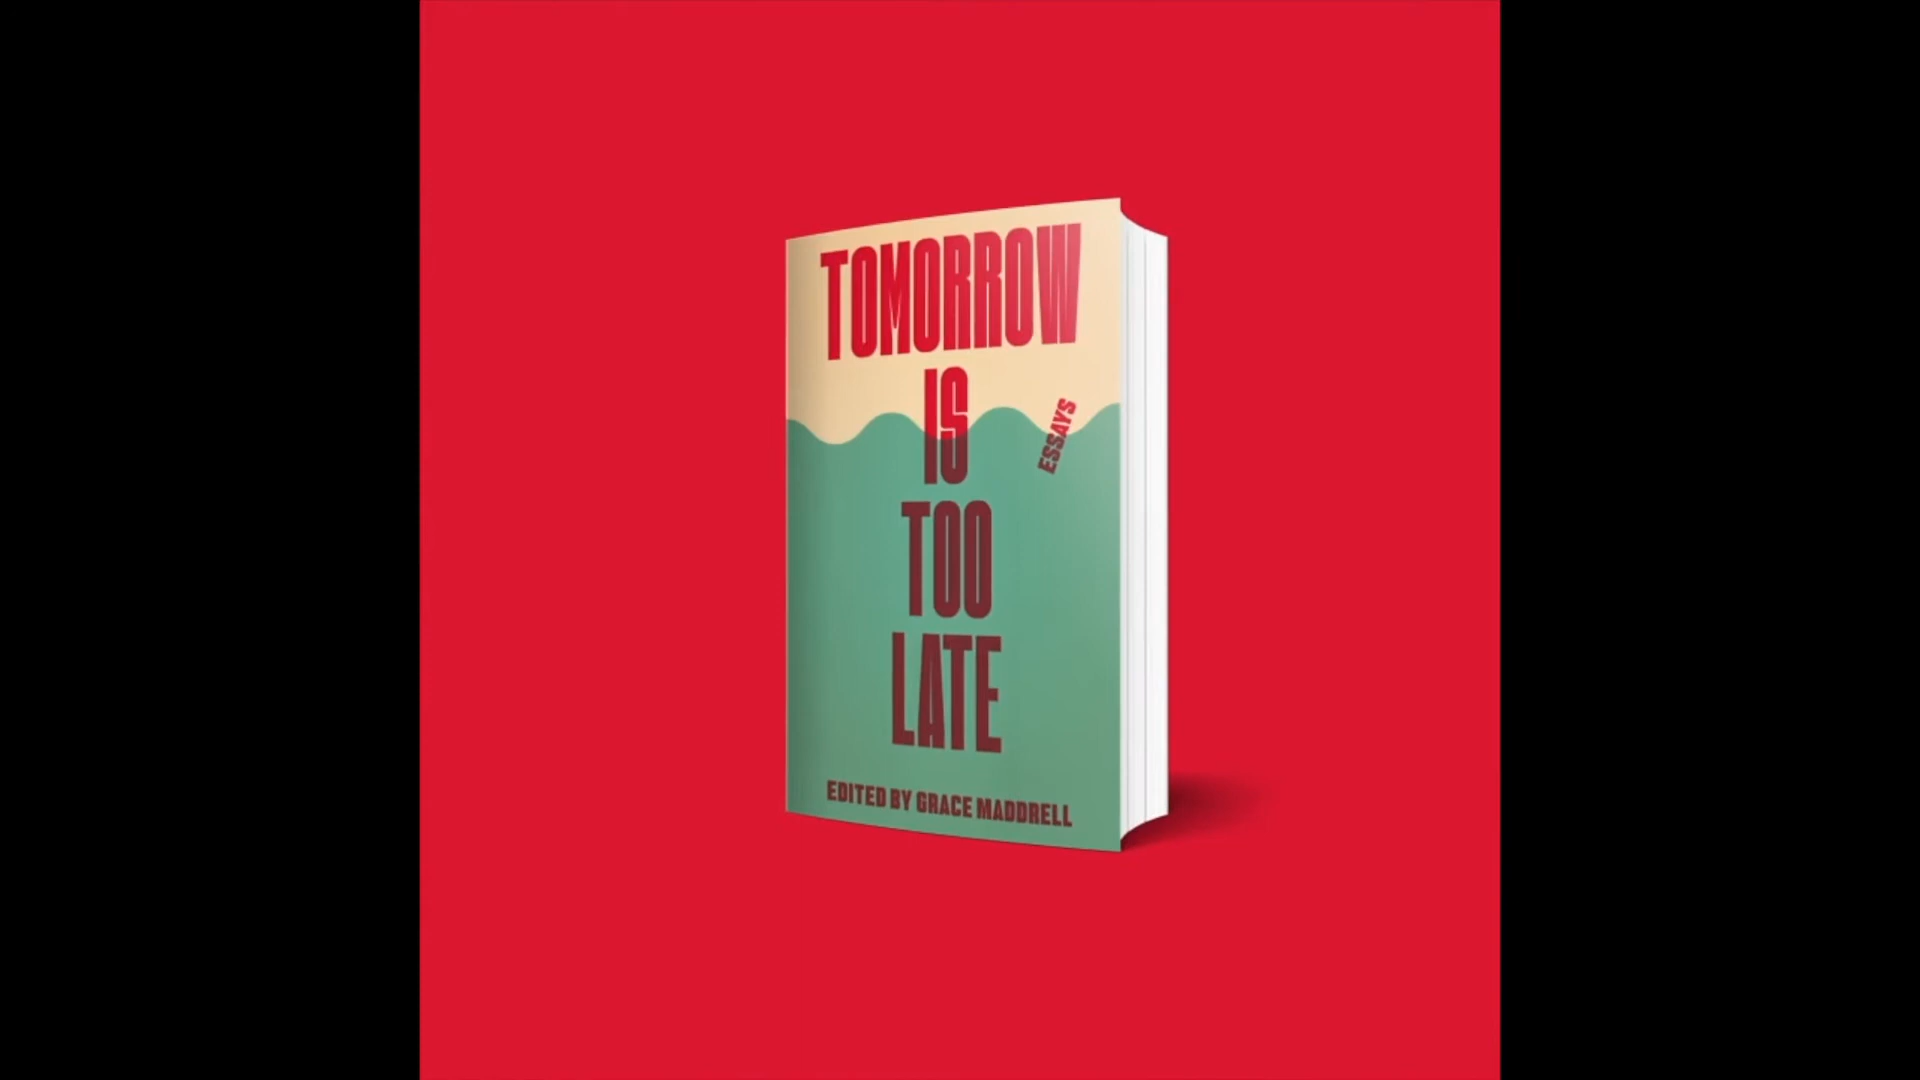 TOMORROW
IS
ESSAYS
TOO
LATE
EDITED BY GRACE MADDRELL